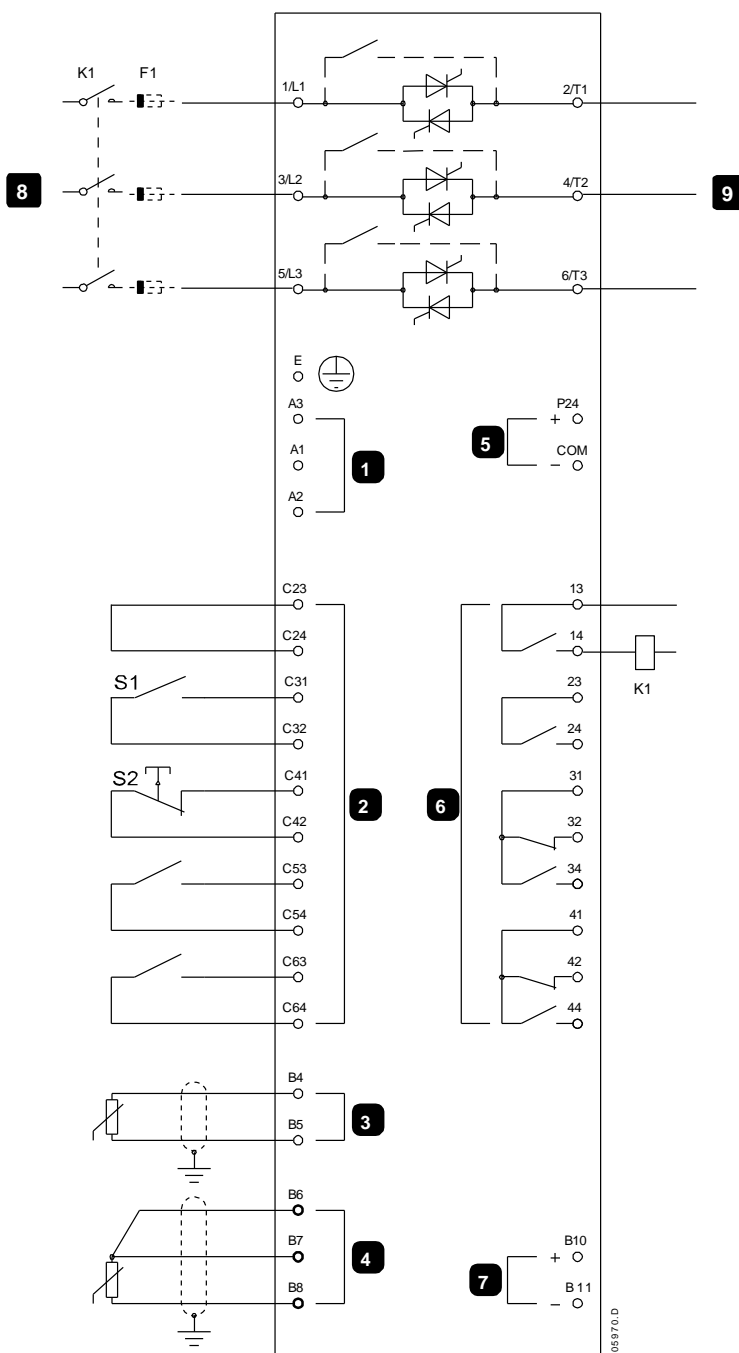 K1 F1
1/L1 2/T1
8 3/L2 4/T2 9
5/L3 6/T3
E
A3 P24
+
A1 1 5 COM
−
A2
C23 13
C24 14
K1
S1 C31 23
C32 24
S2 C41 31
2 6
C42 32
C53 34
C54 41
C63 42
C64 44
B4
3
B5
B6
B7 B10
4 +
7
B8 B 11
−
05970.D